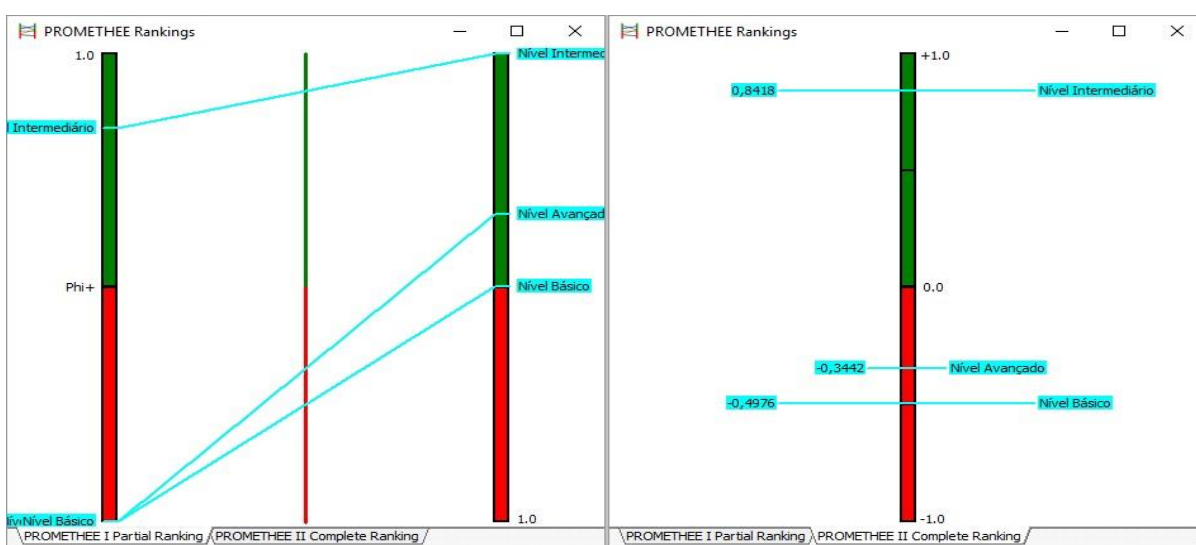 PROMETHEE Rankings
1.0
Nível Intermed
l Intermediário
Nível Avançad
Phi+
Nível Básico
Nível Básico
1.0
PROMETHEE I Partial Ranking
PROMETHEE II Complete Ranking
PROMETHEE Rankings
+1.0
0,8418
Nível Intermediário
0.0
-0,3442
Nível Avançado
-0,4976
Nível Básico
-1.0
PROMETHEE I Partial Ranking
PROMETHEE II Complete Ranking